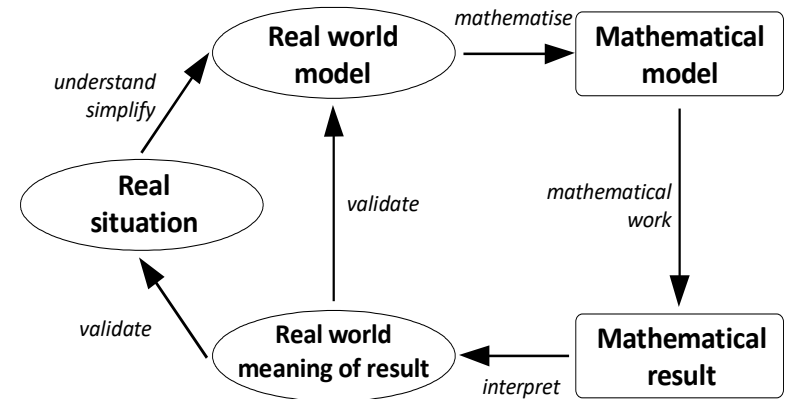 mathematise
Real world
model
Mathematical
model
understand
simplify
Real
situation
validate
mathematical
work
validate
Real world
meaning of result
interpret
Mathematical
result